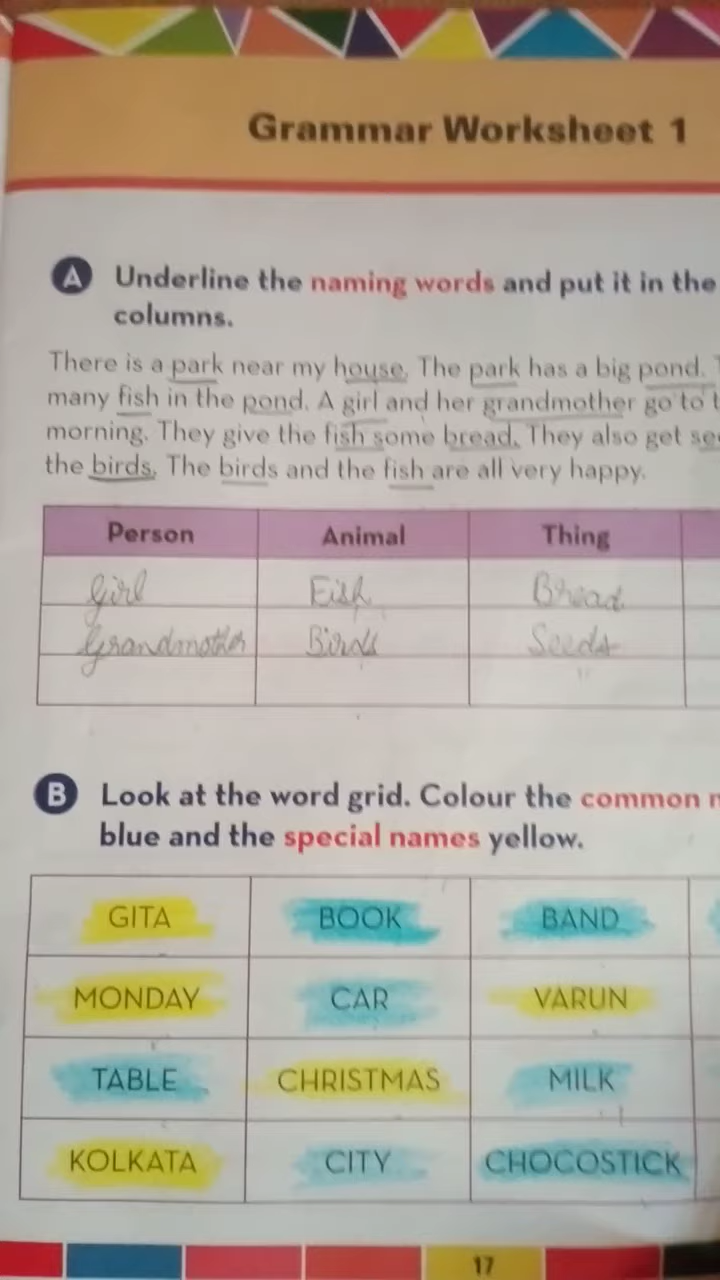 Grammar Worksheet 1
A Underline the naming words and put it in the
columns.
There is a park near my house. The park has a big pond.
many fish in the pond. A girl and her grandmother go to
morning. They give the fish some bread. They also get
the birds. The birds and the fish are all very happy.
Person Animal Thing
Girl Fish Bread
Grandmother Birds Seeds
B Look at the word grid. Colour the common
blue and the special names yellow.
GITA BOOK BAND
MONDAY CAR VARUN
TABLE CHRISTMAS MILK
KOLKATA CITY CHOCOSTICK
17